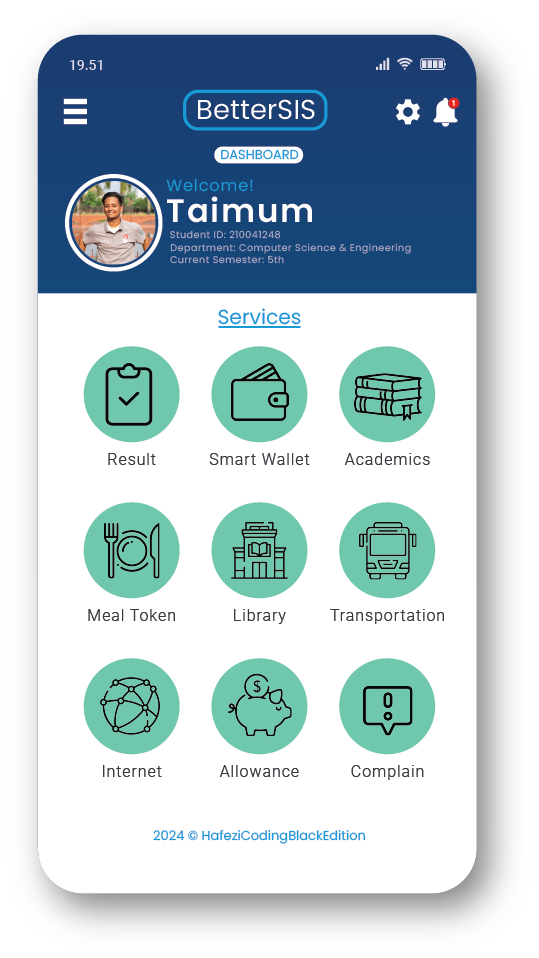 19.51
BetterSIS
1
DASHBOARD
Welcome!
Taimum
Student ID: 210041248
Department: Computer Science & Engineering
Current Semester: 5th
Services
Result
Smart Wallet
Academics
Meal Token
Library
Transportation
$
Internet
Allowance
Complain
2024 © HafeziCodingBlackEdition